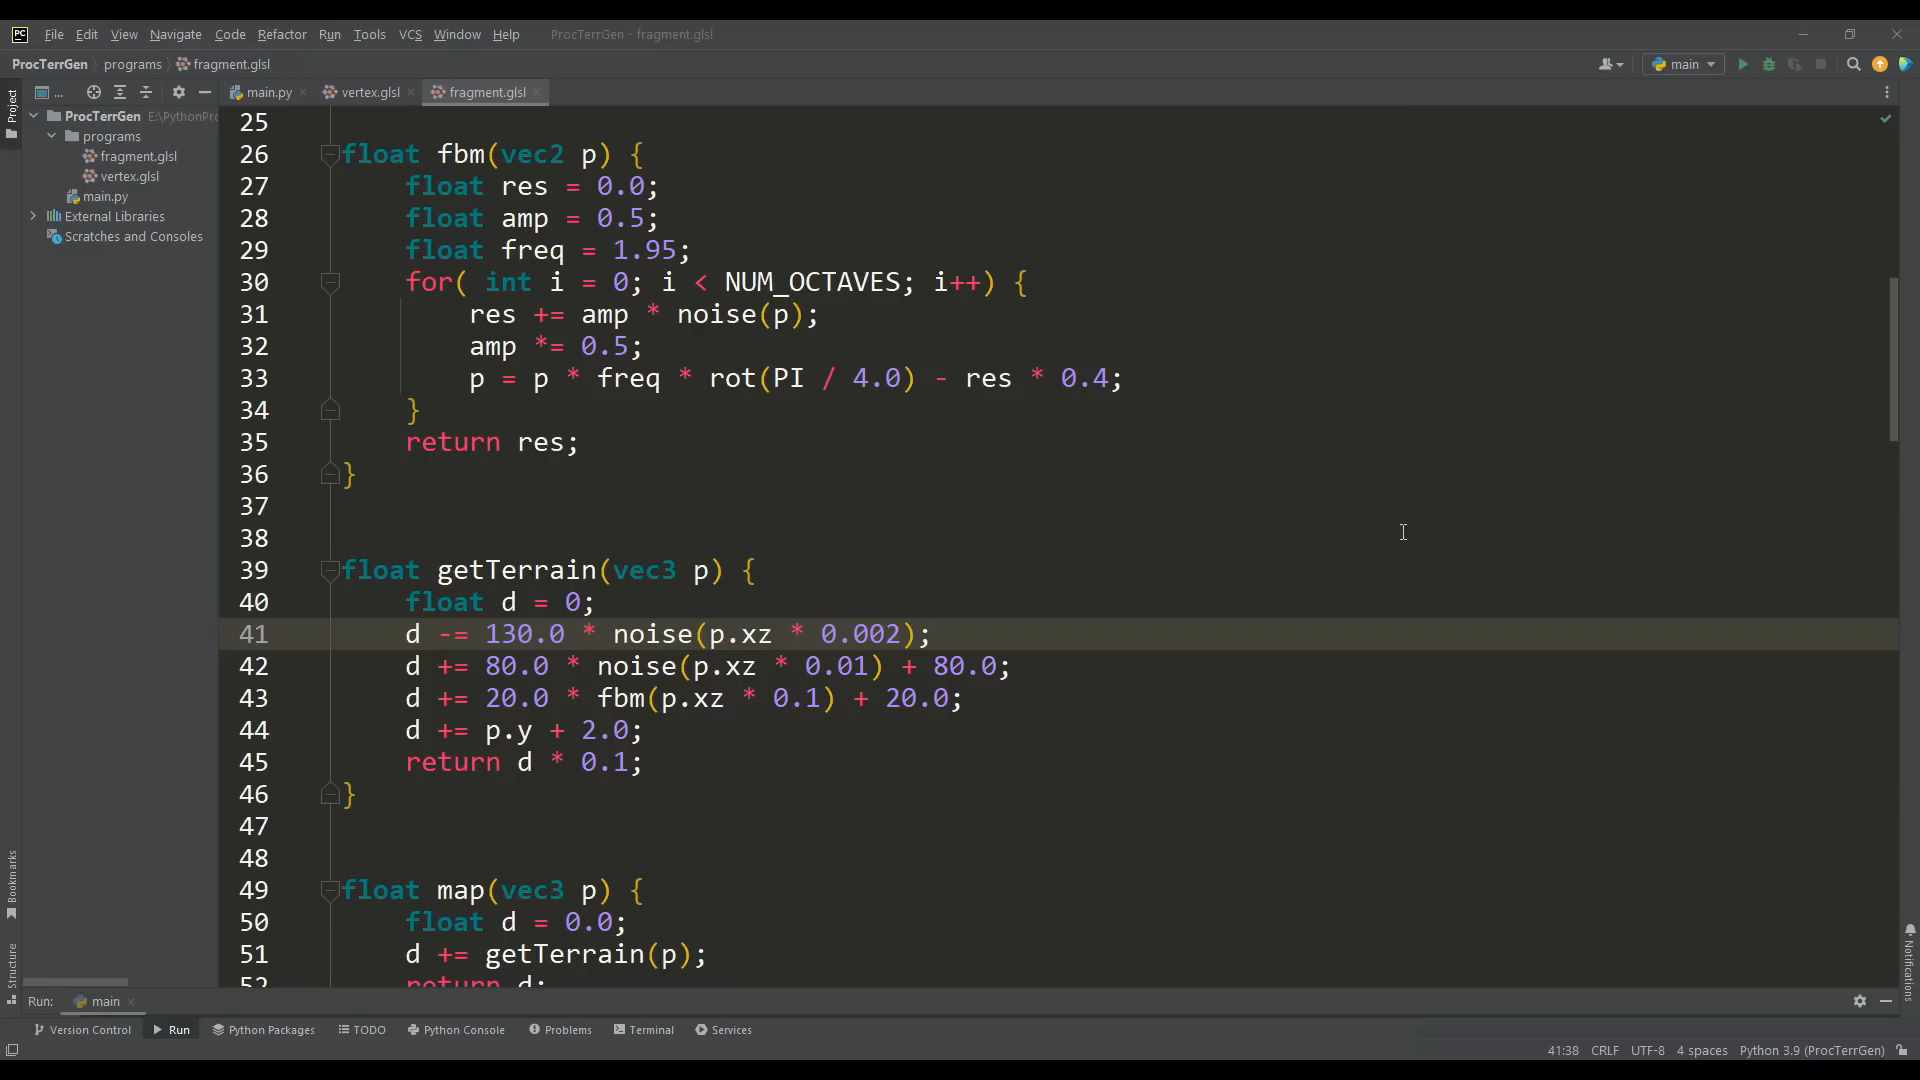 PC File Edit View Navigate Code Refactor Run Tools VCS Window Help ProcTerrGen - fragment.glsl
ProcTerrGen programs fragment.glsl main
... main.py vertex.glsl fragment.glsl
Project
ProcTerrGen E:\PythonPro
programs
fragment.glsl
vertex.glsl
main.py
External Libraries
Scratches and Consoles
25
26 float fbm(vec2 p) {
27 float res = 0.0;
28 float amp = 0.5;
29 float freq = 1.95;
30 for( int i = 0; i < NUM_OCTAVES; i++) {
31 res += amp * noise(p);
32 amp *= 0.5;
33 p = p * freq * rot(PI / 4.0) - res * 0.4;
34 }
35 return res;
36 }
37
38
39 float getTerrain(vec3 p) {
40 float d = 0;
41 d -= 130.0 * noise(p.xz * 0.002);
42 d += 80.0 * noise(p.xz * 0.01) + 80.0;
43 d += 20.0 * fbm(p.xz * 0.1) + 20.0;
44 d += p.y + 2.0;
45 return d * 0.1;
46 }
47
48
49 float map(vec3 p) {
50 float d = 0.0;
51 d += getTerrain(p);
52 return d;
Bookmarks
Structure
Notifications
Run: main
Version Control Run Python Packages TODO Python Console Problems Terminal Services
41:38 CRLF UTF-8 4 spaces Python 3.9 (ProcTerrGen)